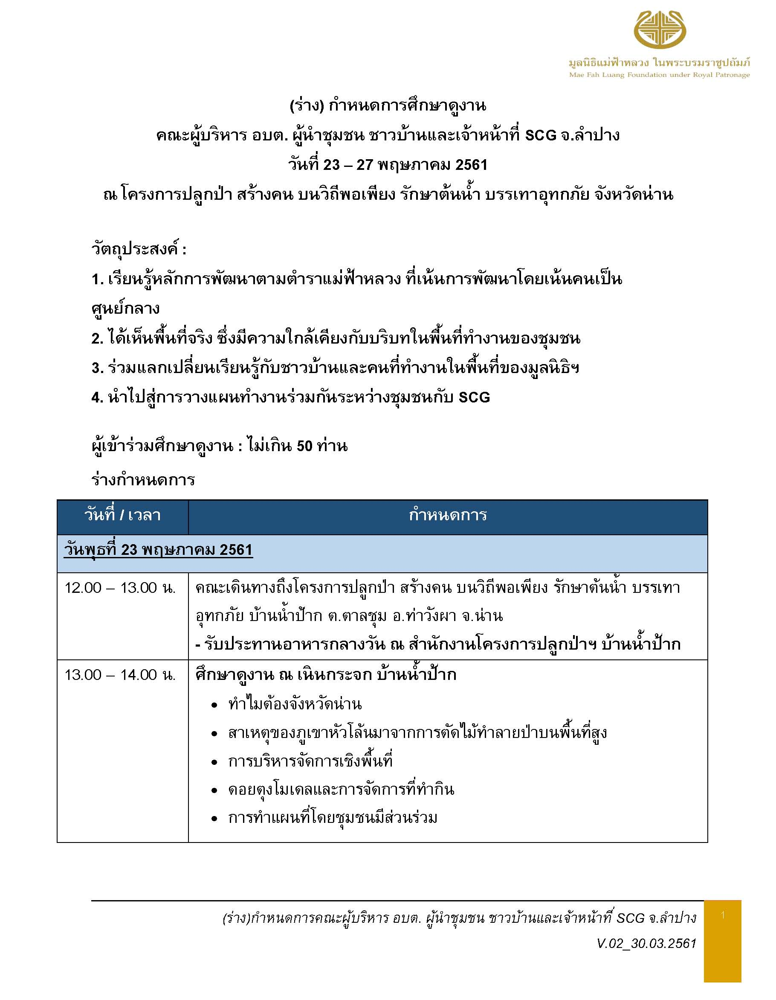 มูลนิธิแม่ฟ้าหลวง ในพระบรมราชูปถัมภ์
Mae Fah Luang Foundation under Royal Patronage
(ร่าง) กำหนดการศึกษาดูงาน
คณะผู้บริหาร อบต. ผู้นำชุมชน ชาวบ้านและเจ้าหน้าที่ SCG จ.ลำปาง
วันที่ 23 – 27 พฤษภาคม 2561
ณ โครงการปลูกป่า สร้างคน บนวิถีพอเพียง รักษาต้นน้ำ บรรเทาอุทกภัย จังหวัดน่าน
วัตถุประสงค์ :
1. เรียนรู้หลักการพัฒนาตามตำราแม่ฟ้าหลวง ที่เน้นการพัฒนาโดยเน้นคนเป็น
ศูนย์กลาง
2. ได้เห็นพื้นที่จริง ซึ่งมีความใกล้เคียงกับบริบทในพื้นที่ทำงานของชุมชน
3. ร่วมแลกเปลี่ยนเรียนรู้กับชาวบ้านและคนที่ทำงานในพื้นที่ของมูลนิธิฯ
4. นำไปสู่การวางแผนทำงานร่วมกันระหว่างชุมชนกับ SCG
ผู้เข้าร่วมศึกษาดูงาน : ไม่เกิน 50 ท่าน
ร่างกำหนดการ
วันที่ / เวลา กำหนดการ
วันพุธที่ 23 พฤษภาคม 2561
12.00 – 13.00 น. คณะเดินทางถึงโครงการปลูกป่า สร้างคน บนวิถีพอเพียง รักษาต้นน้ำ บรรเทา
อุทกภัย บ้านน้ำป้าก ต.ตาลชุม อ.ท่าวังผา จ.น่าน
- รับประทานอาหารกลางวัน ณ สำนักงานโครงการปลูกป่าฯ บ้านน้ำป้าก
13.00 – 14.00 น. ศึกษาดูงาน ณ เนินกระจก บ้านน้ำป้าก
• ทำไมต้องจังหวัดน่าน
• สาเหตุของภูเขาหัวโล้นมาจากการตัดไม้ทำลายป่าบนพื้นที่สูง
• การบริหารจัดการเชิงพื้นที่
• ดอยตุงโมเดลและการจัดการที่ทำกิน
• การทำแผนที่โดยชุมชนมีส่วนร่วม
(ร่าง)กำหนดการคณะผู้บริหาร อบต. ผู้นำชุมชน ชาวบ้านและเจ้าหน้าที่ SCG จ.ลำปาง 1
V.02_30.03.2561